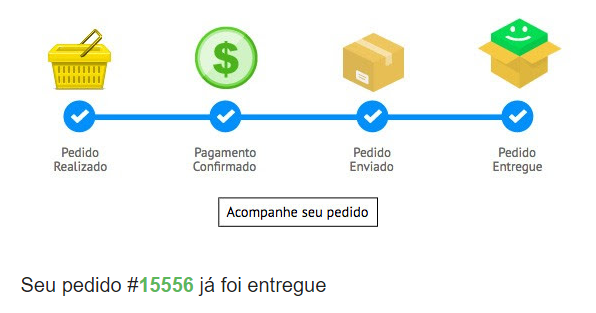 Pedido
Realizado
Pagamento
Confirmado
Pedido
Enviado
Pedido
Entregue
Acompanhe seu pedido
Seu pedido #15556 já foi entregue